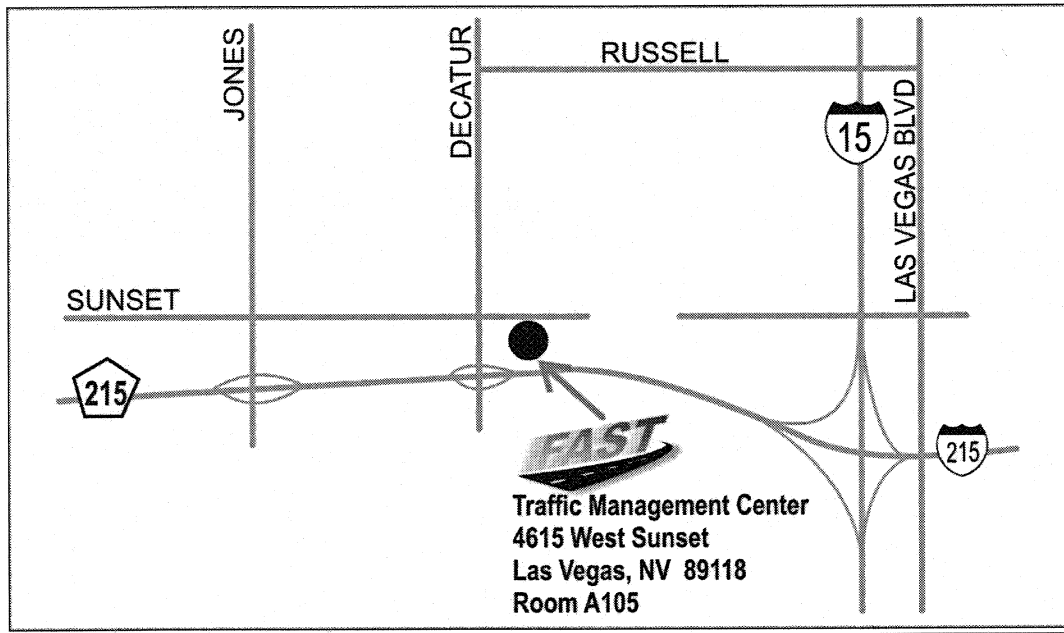 JONES
DECATUR
RUSSELL
15
LAS VEGAS BLVD
SUNSET
215
215
FAST
Traffic Management Center
4615 West Sunset
Las Vegas, NV 89118
Room A105